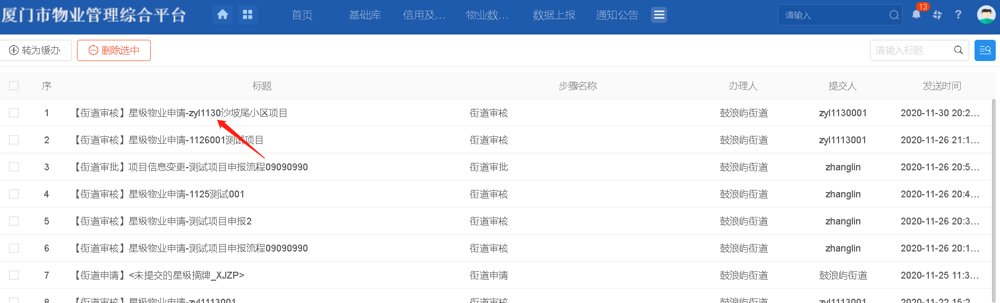 厦门市物业管理综合平台 首页 基础库 信用及... 物业数... 数据上报 通知公告 请输入 13 ?
转为缓办 删除选中 请输入标题
序 标题 步骤名称 办理人 提交人 发送时间
1 【街道审核】星级物业申请-zyl1130沙坡尾小区项目 街道审核 鼓浪屿街道 zyl1130001 2020-11-30 20:2...
2 【街道审核】星级物业申请-1126001测试项目 街道审核 鼓浪屿街道 zyl1113001 2020-11-26 21:1...
3 【街道审批】项目信息变更-测试项目申报流程09090990 街道审批 鼓浪屿街道 zhanglin 2020-11-26 20:5...
4 【街道审核】星级物业申请-1125测试001 街道审核 鼓浪屿街道 zhanglin 2020-11-26 20:4...
5 【街道审核】星级物业申请-测试项目申报2 街道审核 鼓浪屿街道 zhanglin 2020-11-26 20:3...
6 【街道审核】星级物业申请-测试项目申报流程09090990 街道审核 鼓浪屿街道 zhanglin 2020-11-26 20:1...
7 【街道申请】<未提交的星级摘牌_XJZP> 街道申请 鼓浪屿街道 鼓浪屿街道 2020-11-25 11:3...
8 【街道审核】星级物业申请-zyl1113001 街道审核 鼓浪屿街道 zyl1113001 2020-11-22 15:2...